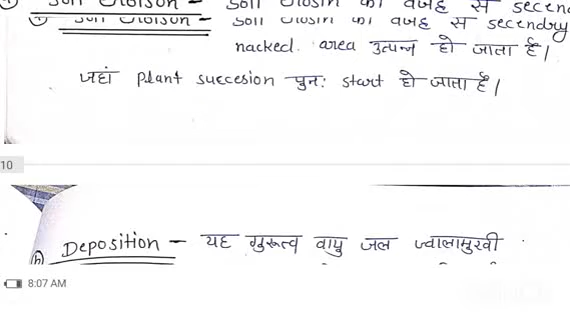 Soil erosion - Soil erosin की वजह से secendry
nacked. area उत्पन्न हो जाता है।
जहां plant succesion पुनः start हो जाता है।
10
(h) Deposition - यह गुरुत्व वायु जल ज्वालामुखी
8:07 AM